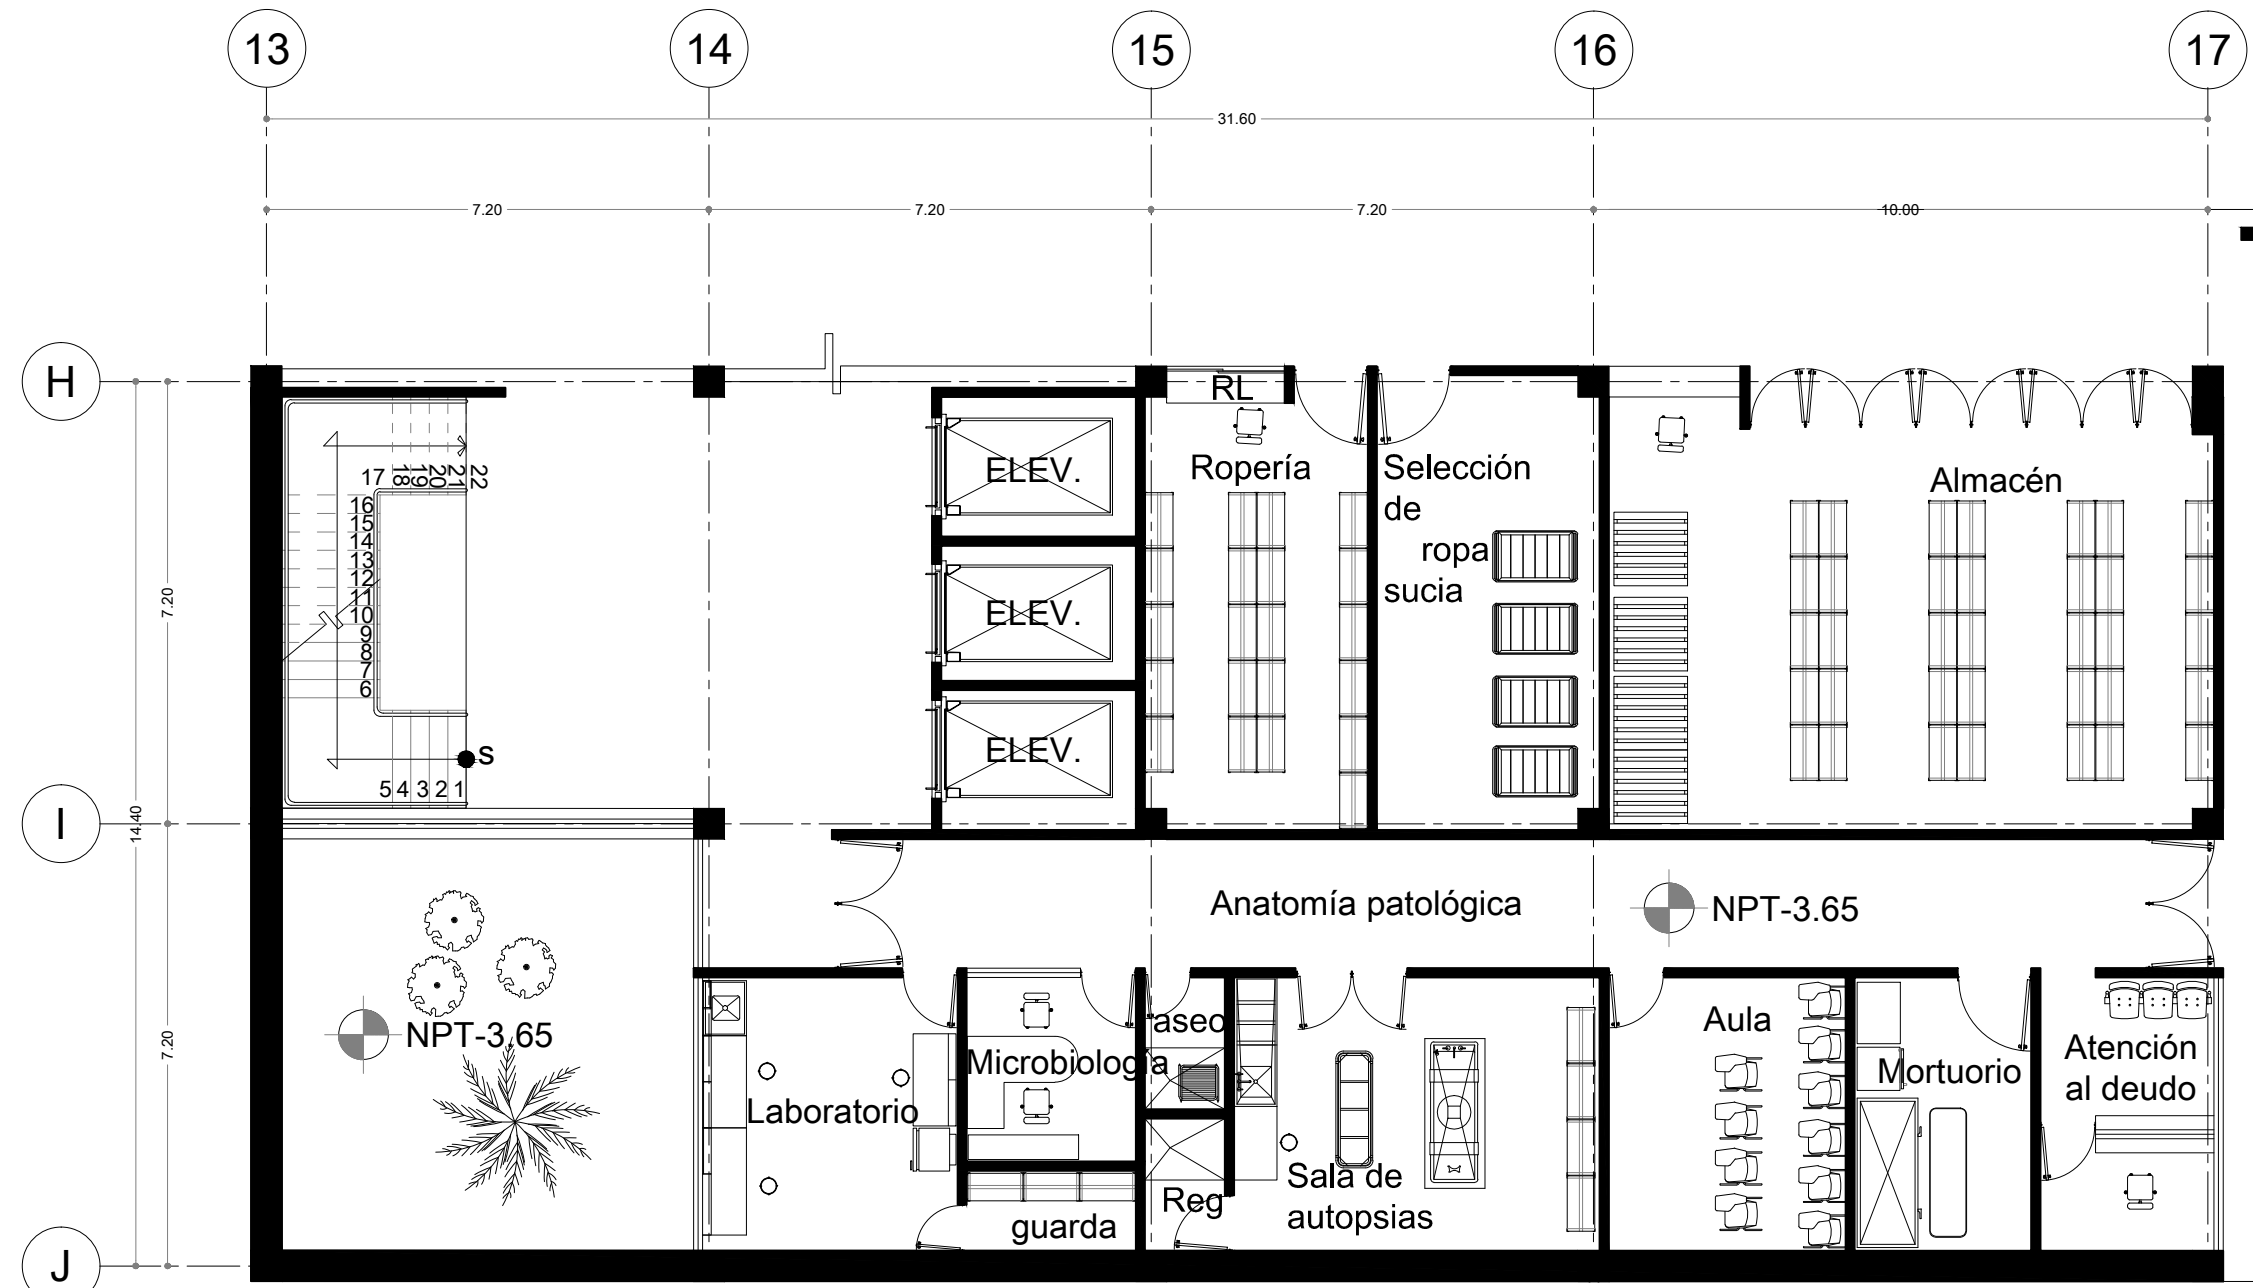 13
14
15
16
17
31.60
7.20
7.20
7.20
10.00
H
RL
ELEV.
Ropería
Selección
de
ropa
sucia
Almacén
17
18
19
20
21
22
16
15
14
13
12
11
10
9
8
7
6
ELEV.
7.20
ELEV.
S
5 4 3 2 1
I
14.40
Anatomía patológica
NPT-3.65
NPT-3.65
7.20
aseo
Aula
Microbiología
Mortuorio
Atención
al deudo
Laboratorio
Sala de
autopsias
Reg
guarda
J